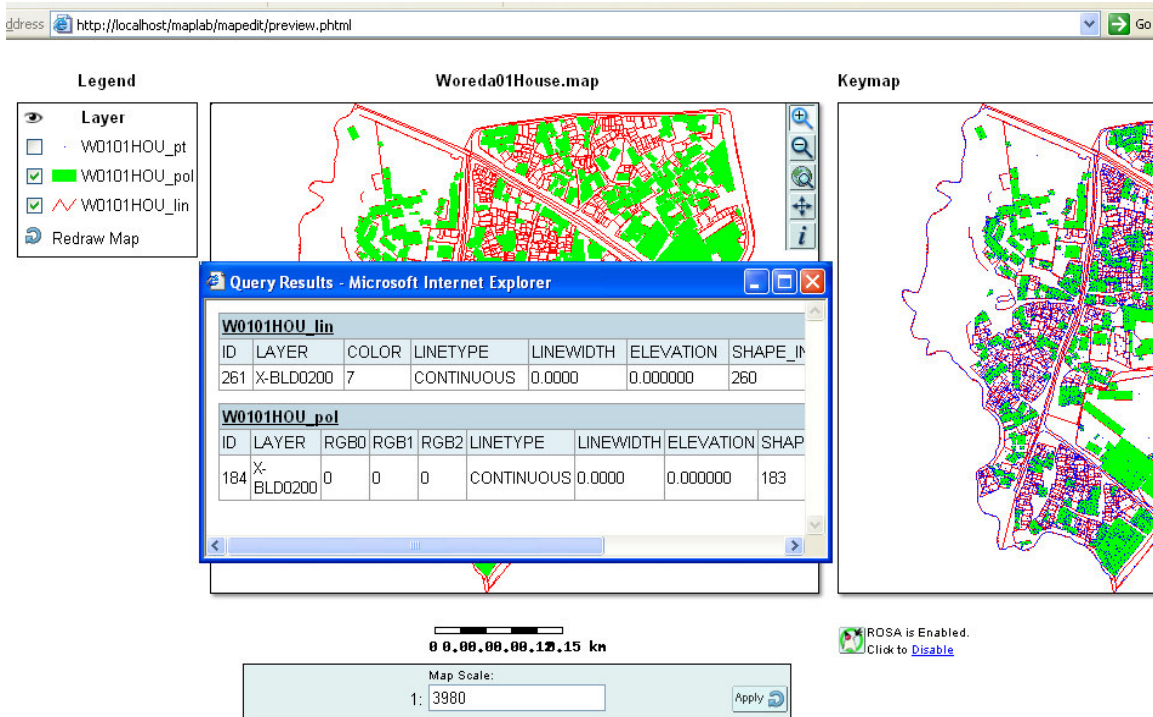 ddress http://localhost/maplab/mapedit/preview.phtml Go
Legend
Layer
W0101HOU_pt
W0101HOU_pol
W0101HOU_lin
Redraw Map
Woreda01House.map
Keymap
Query Results - Microsoft Internet Explorer
W0101HOU_lin
ID LAYER COLOR LINETYPE LINEWIDTH ELEVATION SHAPE_IN
261 X-BLD0200 7 CONTINUOUS 0.0000 0.000000 260
W0101HOU_pol
ID LAYER RGB0 RGB1 RGB2 LINETYPE LINEWIDTH ELEVATION SHAP
184 X-BLD0200 0 0 0 CONTINUOUS 0.0000 0.000000 183
km
ROSA is Enabled.
Click to Disable
Map Scale:
1: 3980 Apply